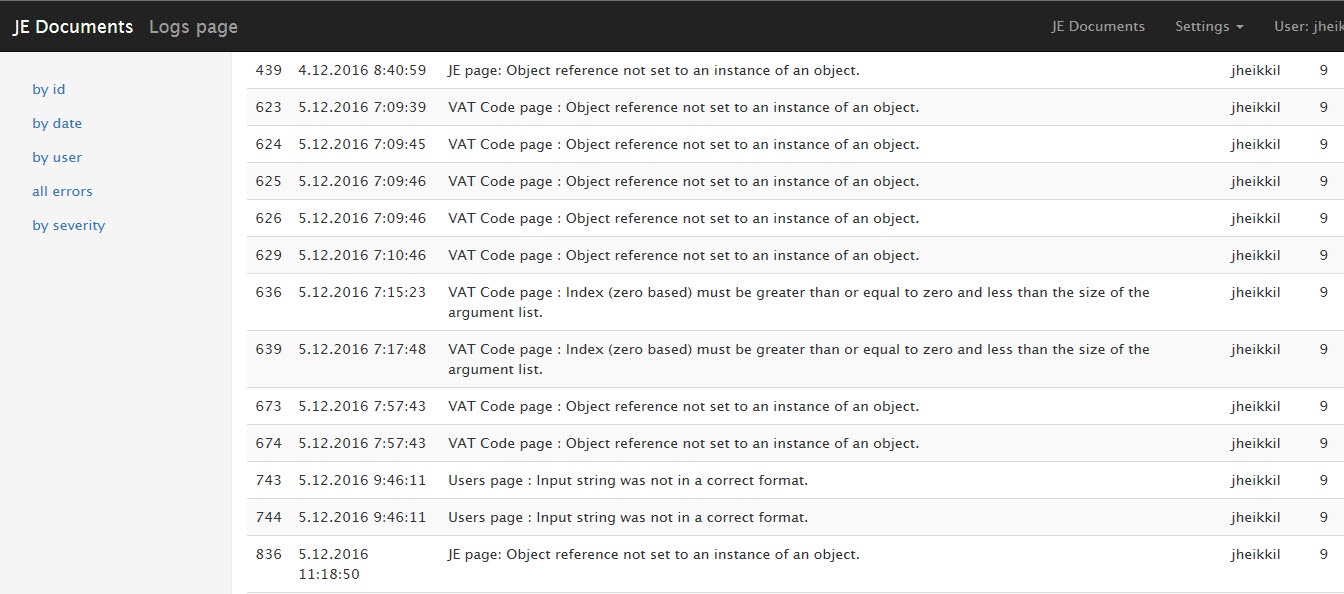 JE Documents Logs page JE Documents Settings User: jheik
by id
by date
by user
all errors
by severity
439 4.12.2016 8:40:59 JE page: Object reference not set to an instance of an object. jheikkil 9
623 5.12.2016 7:09:39 VAT Code page : Object reference not set to an instance of an object. jheikkil 9
624 5.12.2016 7:09:45 VAT Code page : Object reference not set to an instance of an object. jheikkil 9
625 5.12.2016 7:09:46 VAT Code page : Object reference not set to an instance of an object. jheikkil 9
626 5.12.2016 7:09:46 VAT Code page : Object reference not set to an instance of an object. jheikkil 9
629 5.12.2016 7:10:46 VAT Code page : Object reference not set to an instance of an object. jheikkil 9
636 5.12.2016 7:15:23 VAT Code page : Index (zero based) must be greater than or equal to zero and less than the size of the jheikkil 9
argument list.
639 5.12.2016 7:17:48 VAT Code page : Index (zero based) must be greater than or equal to zero and less than the size of the jheikkil 9
argument list.
673 5.12.2016 7:57:43 VAT Code page : Object reference not set to an instance of an object. jheikkil 9
674 5.12.2016 7:57:43 VAT Code page : Object reference not set to an instance of an object. jheikkil 9
743 5.12.2016 9:46:11 Users page : Input string was not in a correct format. jheikkil 9
744 5.12.2016 9:46:11 Users page : Input string was not in a correct format. jheikkil 9
836 5.12.2016 JE page: Object reference not set to an instance of an object. jheikkil 9
11:18:50